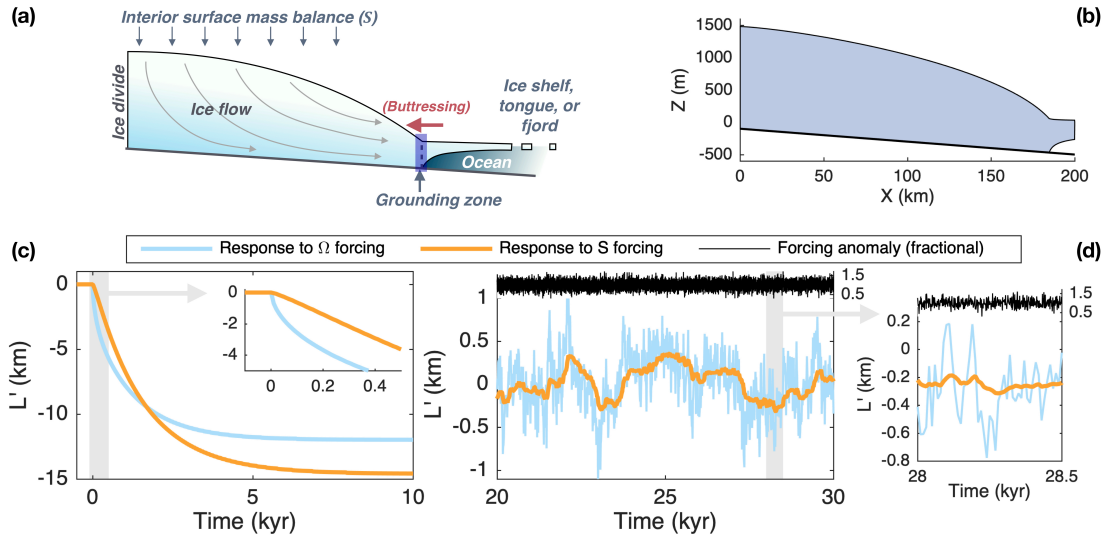 (a)
Interior surface mass balance (S)
Ice divide
Ice flow
(Buttressing)
Ice shelf,
tongue, or
fjord
Ocean
Grounding zone
(b)
1500
1000
500
0
-500
Z (m)
0 50 100 150 200
X (km)
(c)
Response to Ω forcing
Response to S forcing
Forcing anomaly (fractional)
(d)
0
-5
-10
-15
L' (km)
0 5 10
Time (kyr)
0
-2
-4
0 0.2 0.4
1.5
0.5
1
0.5
0
-0.5
-1
L' (km)
20 25 30
Time (kyr)
1.5
0.5
0.2
0
-0.2
-0.4
-0.6
-0.8
L' (km)
28 28.5
Time (kyr)